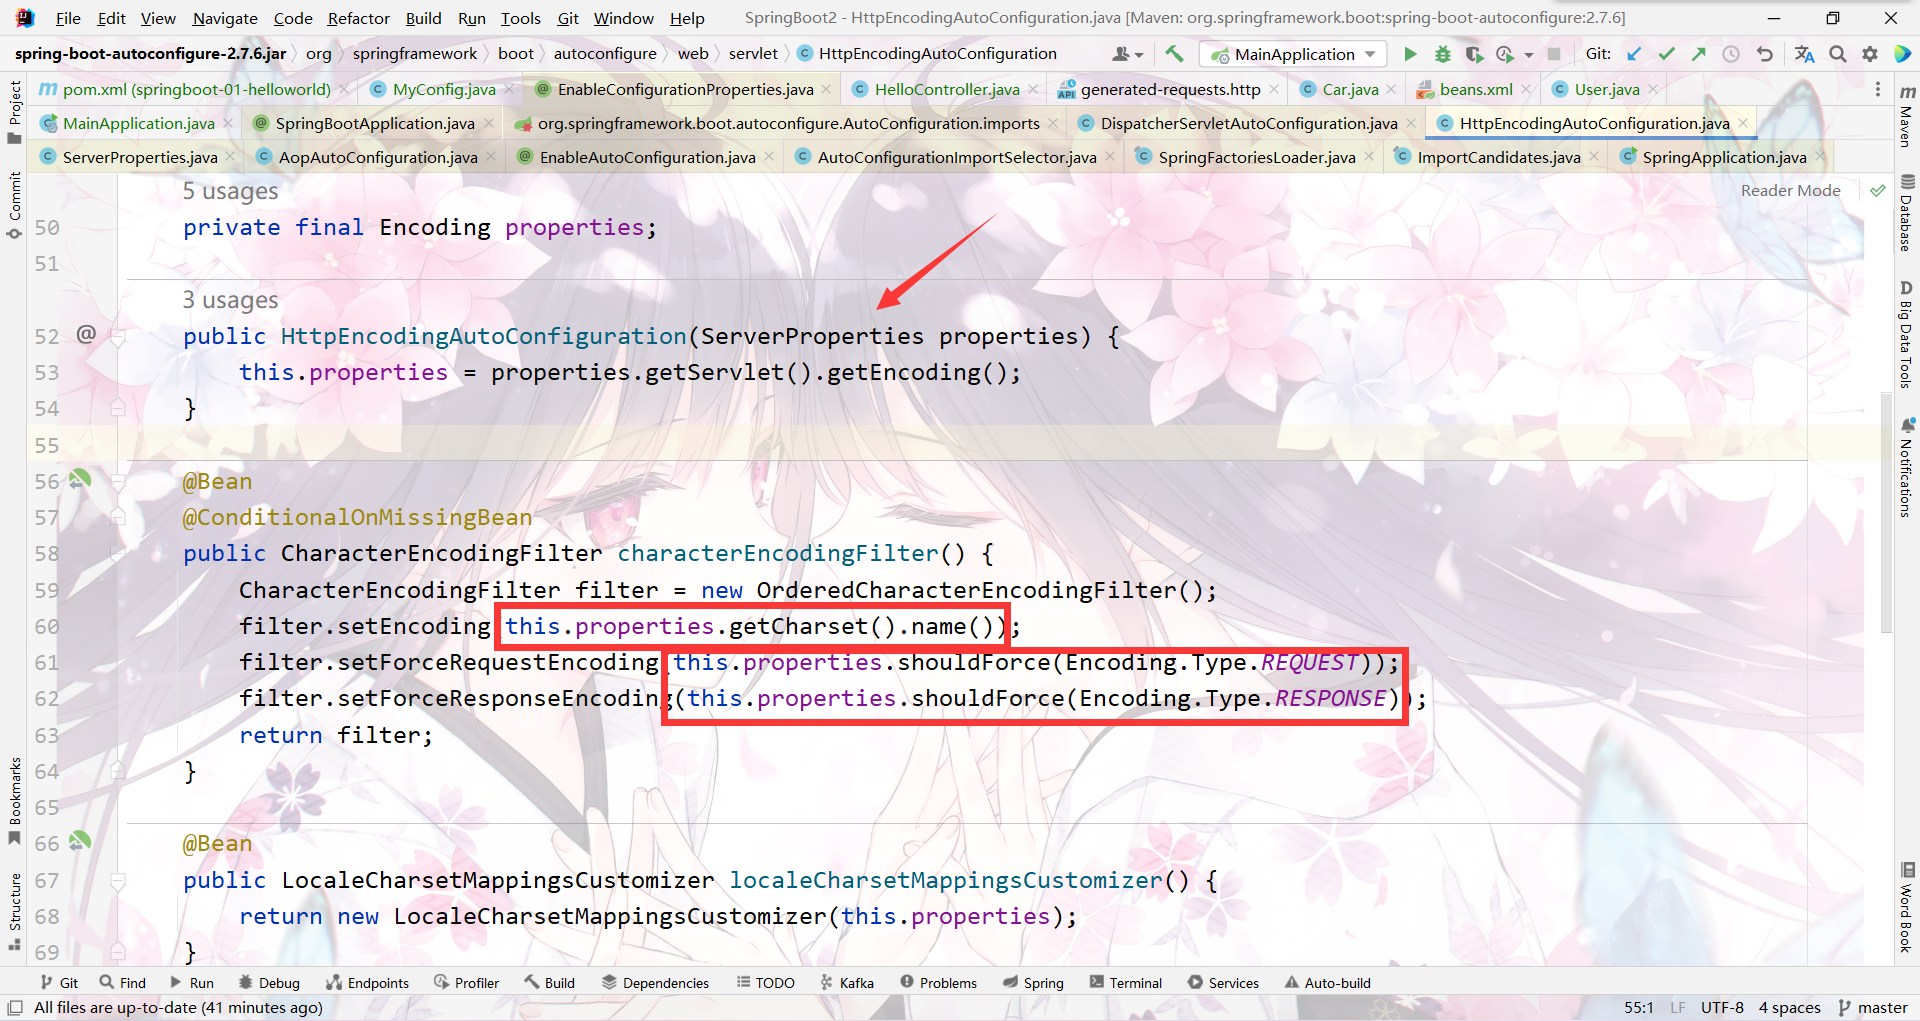 File Edit View Navigate Code Refactor Build Run Tools Git Window Help SpringBoot2 - HttpEncodingAutoConfiguration.java [Maven: org.springframework.boot:spring-boot-autoconfigure:2.7.6]
spring-boot-autoconfigure-2.7.6.jar org springframework boot autoconfigure web servlet HttpEncodingAutoConfiguration MainApplication Git:
pom.xml (springboot-01-helloworld) MyConfig.java EnableConfigurationProperties.java HelloController.java generated-requests.http Car.java beans.xml User.java
MainApplication.java SpringBootApplication.java org.springframework.boot.autoconfigure.AutoConfiguration.imports DispatcherServletAutoConfiguration.java HttpEncodingAutoConfiguration.java
ServerProperties.java AopAutoConfiguration.java EnableAutoConfiguration.java AutoConfigurationImportSelector.java SpringFactoriesLoader.java ImportCandidates.java SpringApplication.java
Project
Commit
Bookmarks
Structure
5 usages
Reader Mode
50 private final Encoding properties;
51
3 usages
52 @ public HttpEncodingAutoConfiguration(ServerProperties properties) {
53 this.properties = properties.getServlet().getEncoding();
54 }
55
56 @Bean
57 @ConditionalOnMissingBean
58 public CharacterEncodingFilter characterEncodingFilter() {
59 CharacterEncodingFilter filter = new OrderedCharacterEncodingFilter();
60 filter.setEncoding(this.properties.getCharset().name());
61 filter.setForceRequestEncoding(this.properties.shouldForce(Encoding.Type.REQUEST));
62 filter.setForceResponseEncoding(this.properties.shouldForce(Encoding.Type.RESPONSE));
63 return filter;
64 }
65
66 @Bean
67 public LocaleCharsetMappingsCustomizer localeCharsetMappingsCustomizer() {
68 return new LocaleCharsetMappingsCustomizer(this.properties);
69 }
Maven
Database
Big Data Tools
Notifications
Word Book
Git Find Run Debug Endpoints Profiler Build Dependencies TODO Kafka Problems Spring Terminal Services Auto-build
All files are up-to-date (41 minutes ago) 55:1 LF UTF-8 4 spaces master